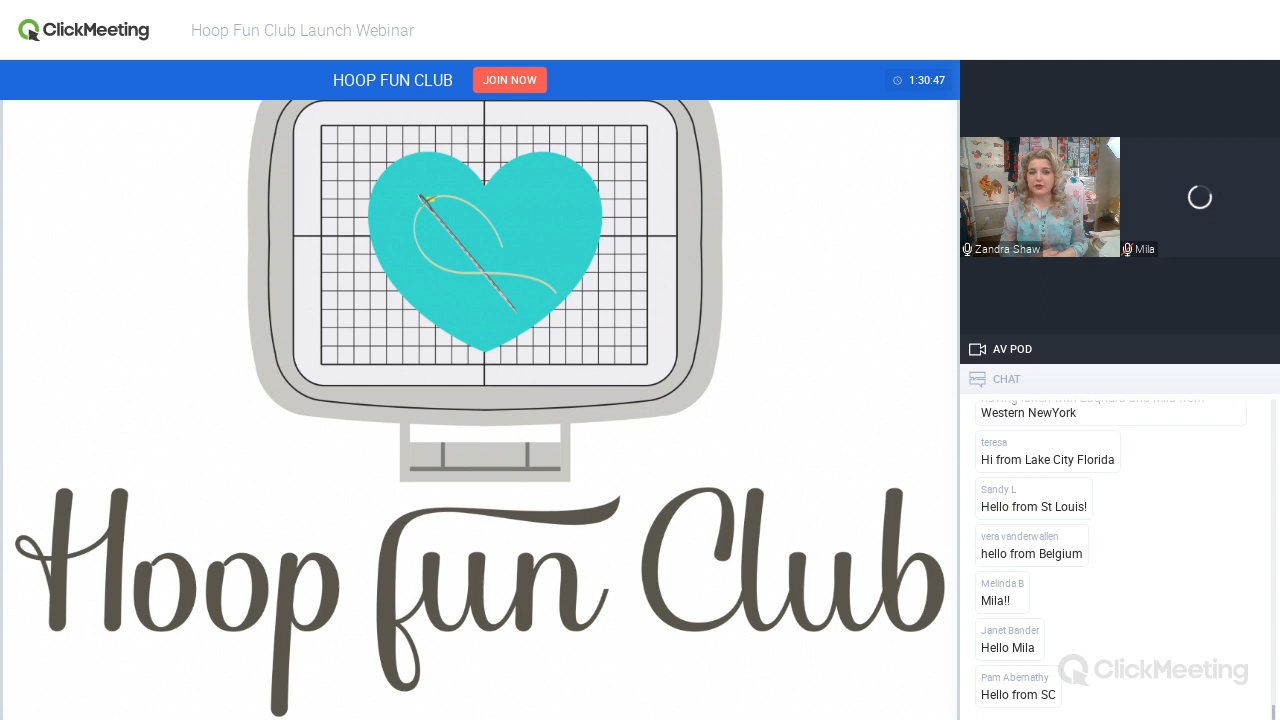 ClickMeeting
Hoop Fun Club Launch Webinar
HOOP FUN CLUB
JOIN NOW
1:30:47
Hoop fun Club
Zandra Shaw
Mila
AV POD
CHAT
Western NewYork
teresa
Hi from Lake City Florida
Sandy L
Hello from St Louis!
vera vanderwallen
hello from Belgium
Melinda B
Mila!!
Janet Bander
Hello Mila
Pam Abernathy
Hello from SC
ClickMeeting